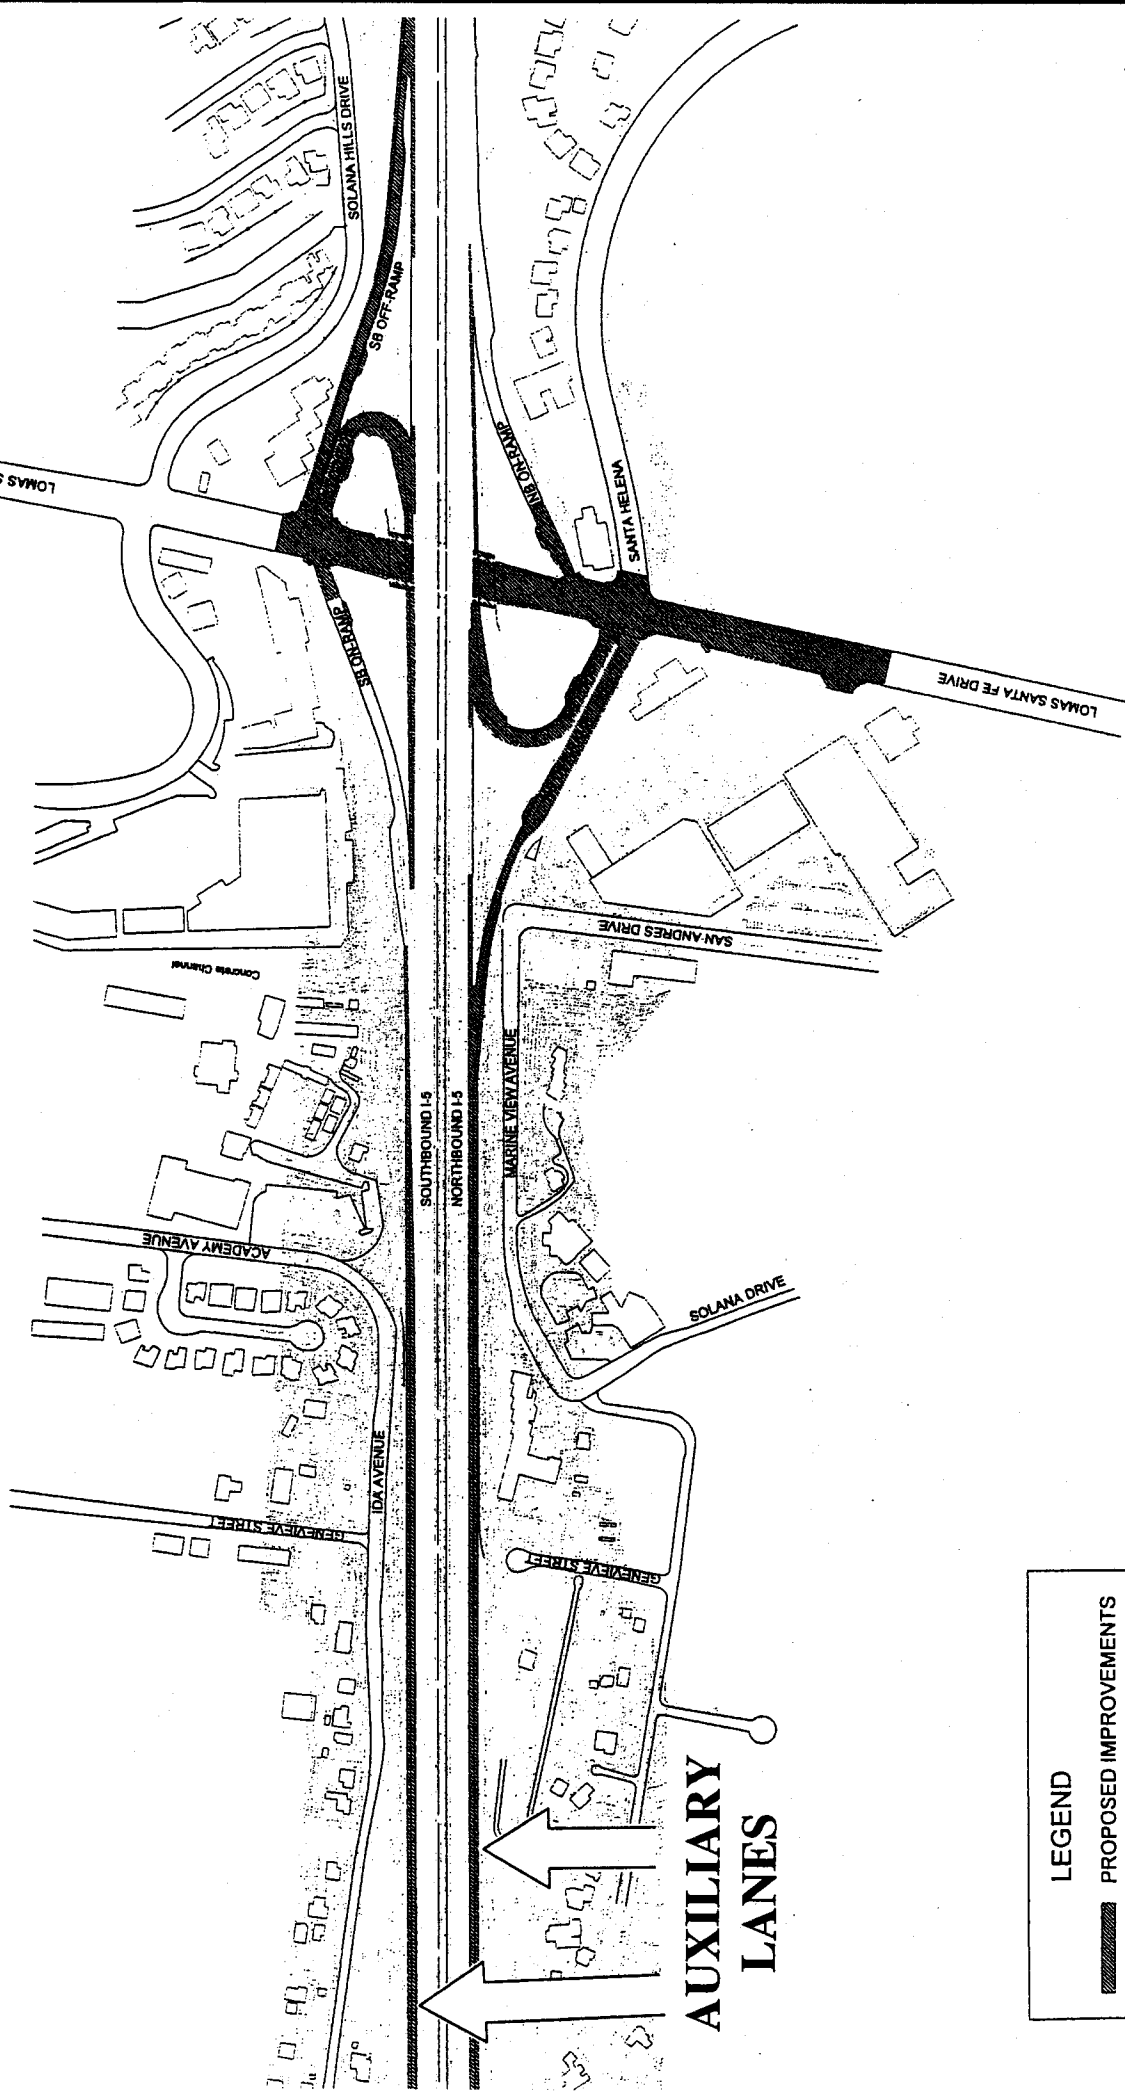 SOLANA HILLS DRIVE
SB OFF-RAMP
LOMAS S
NB ON-RAMP
SANTA HELENA
SB ON-RAMP
LOMAS SANTA FE DRIVE
SAN ANDRES DRIVE
Concrete Channel
SOUTHBOUND I-5
NORTHBOUND I-5
MARINE VIEW AVENUE
ACADEMY AVENUE
SOLANA DRIVE
IDA AVENUE
GENEVIEVE STREET
GENEVIEVE STREET
AUXILIARY
LANES
LEGEND
PROPOSED IMPROVEMENTS